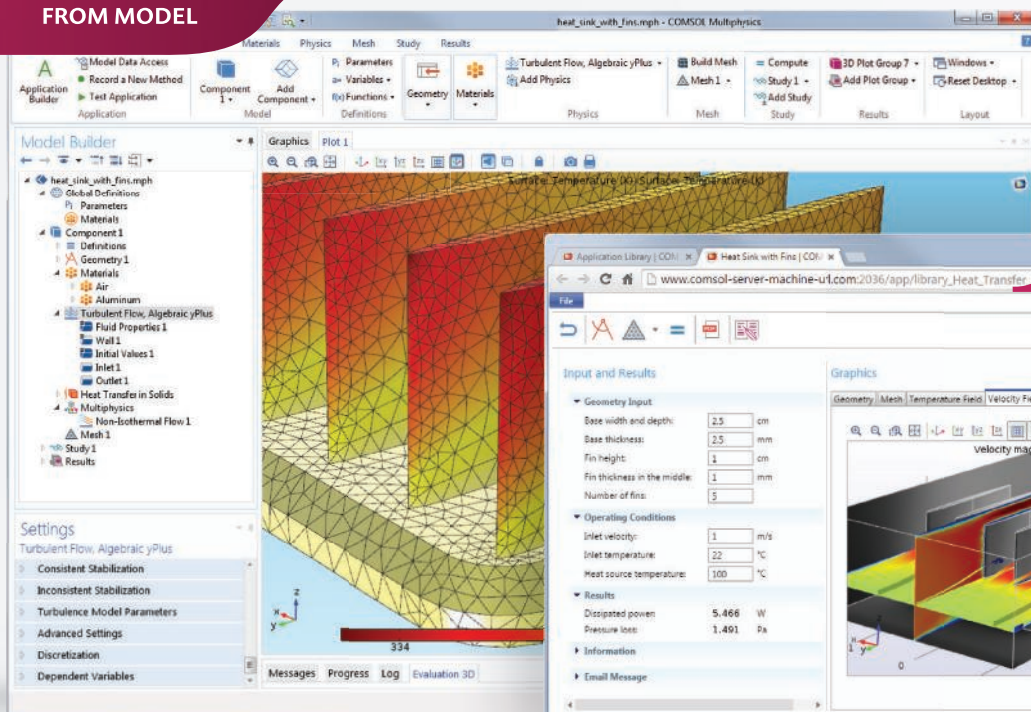 FROM MODEL
heat_sink_with_fins.mph - COMSOL Multiphysics
Materials Physics Mesh Study Results
Application Builder
Model Data Access
Record a New Method
Test Application
Application
Component 1
Add Component
Model
Pi Parameters
a= Variables
f(x) Functions
Definitions
Geometry
Materials
Turbulent Flow, Algebraic yPlus
Add Physics
Physics
Build Mesh
Mesh 1
Mesh
= Compute
Study 1
Add Study
Study
3D Plot Group 7
Add Plot Group
Results
Windows
Reset Desktop
Layout
Model Builder
heat_sink_with_fins.mph
Global Definitions
Pi Parameters
Materials
Component 1
Definitions
Geometry 1
Materials
Air
Aluminum
Turbulent Flow, Algebraic yPlus
Fluid Properties 1
Wall 1
Initial Values 1
Inlet 1
Outlet 1
Heat Transfer in Solids
Multiphysics
Non-Isothermal Flow 1
Mesh 1
Study 1
Results
Settings
Turbulent Flow, Algebraic yPlus
Consistent Stabilization
Inconsistent Stabilization
Turbulence Model Parameters
Advanced Settings
Discretization
Dependent Variables
Graphics Plot 1
Surface: Temperature (K) Surface: Temperature (K)
z
x
y
334
Messages Progress Log Evaluation 3D
Application Library | COM
Heat Sink with Fins | COM
www.comsol-server-machine-url.com:2036/app/library_Heat_Transfer
File
Input and Results
Geometry Input
Base width and depth: 2.5 cm
Base thickness: 2.5 mm
Fin height: 1 cm
Fin thickness in the middle: 1 mm
Number of fins: 5
Operating Conditions
Inlet velocity: 1 m/s
Inlet temperature: 22 °C
Heat source temperature: 100 °C
Results
Dissipated power: 5.466 W
Pressure loss: 1.491 Pa
Information
Email Message
Graphics
Geometry Mesh Temperature Field Velocity Fie
Velocity mag
z
x
y
0